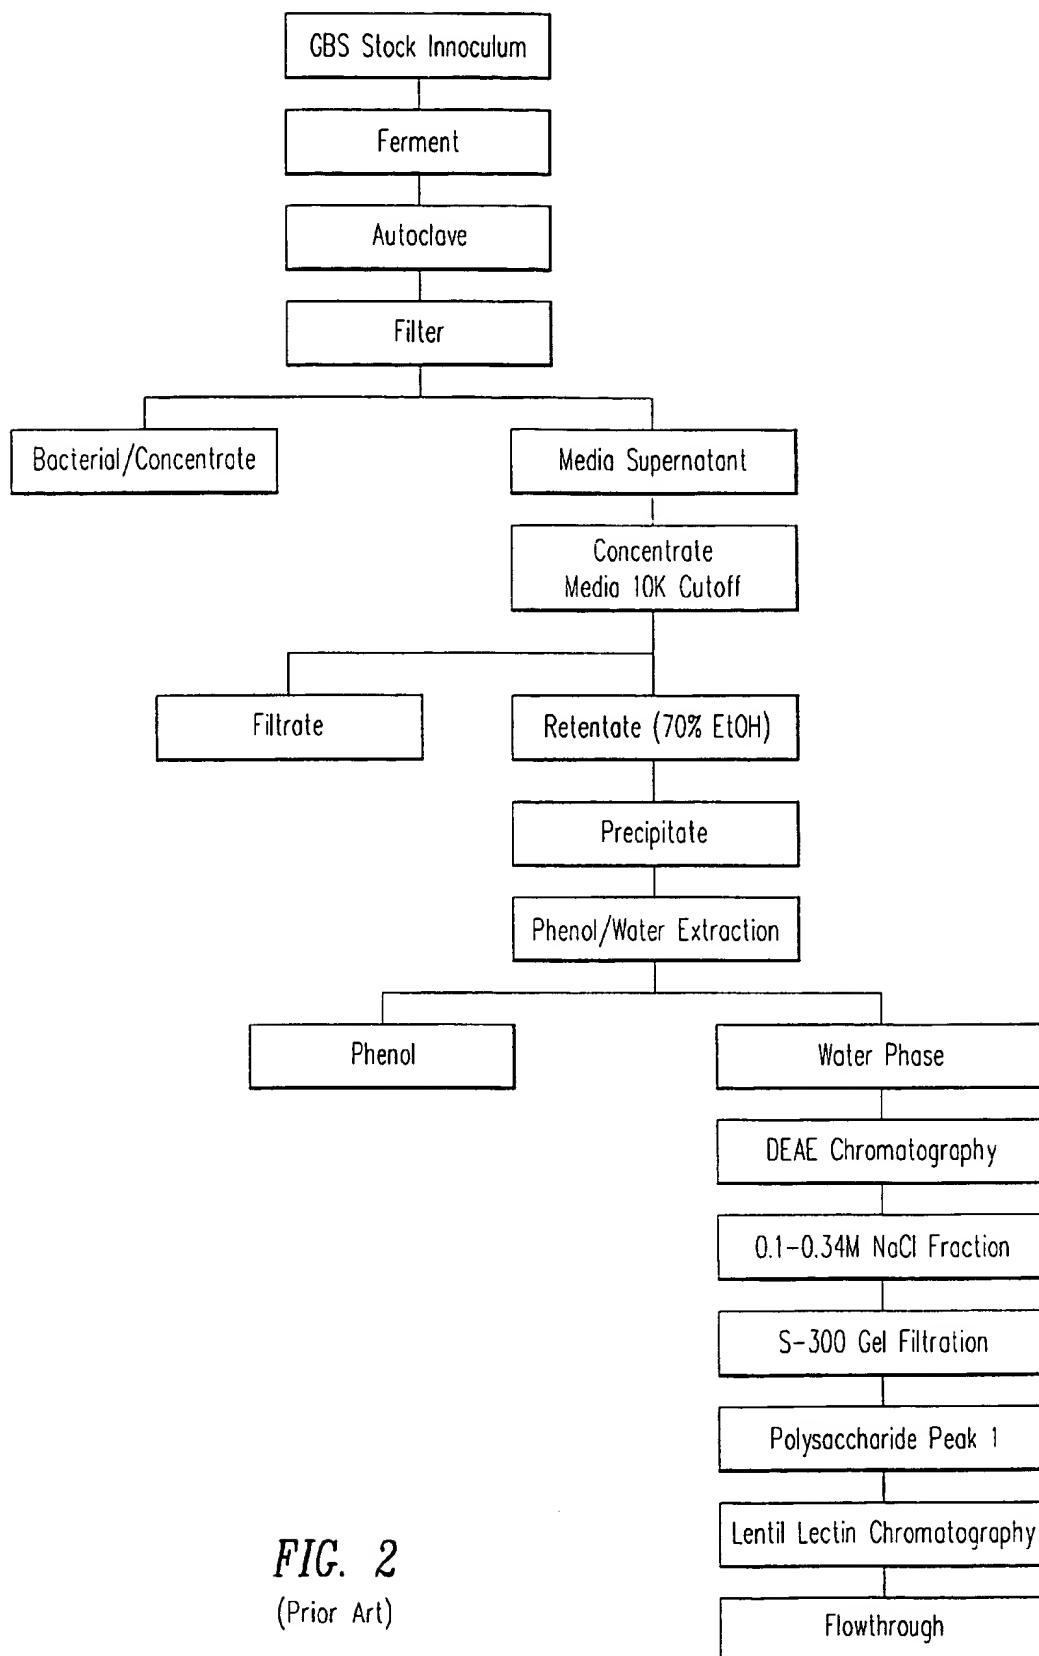 GBS Stock Innoculum
Ferment
Autoclave
Filter
Bacterial/Concentrate
Media Supernatant
Concentrate
Media 10K Cutoff
Filtrate
Retentate (70% EtOH)
Precipitate
Phenol/Water Extraction
Phenol
Water Phase
DEAE Chromatography
0.1-0.34M NaCl Fraction
S-300 Gel Filtration
Polysaccharide Peak 1
Lentil Lectin Chromatography
Flowthrough
FIG. 2
(Prior Art)